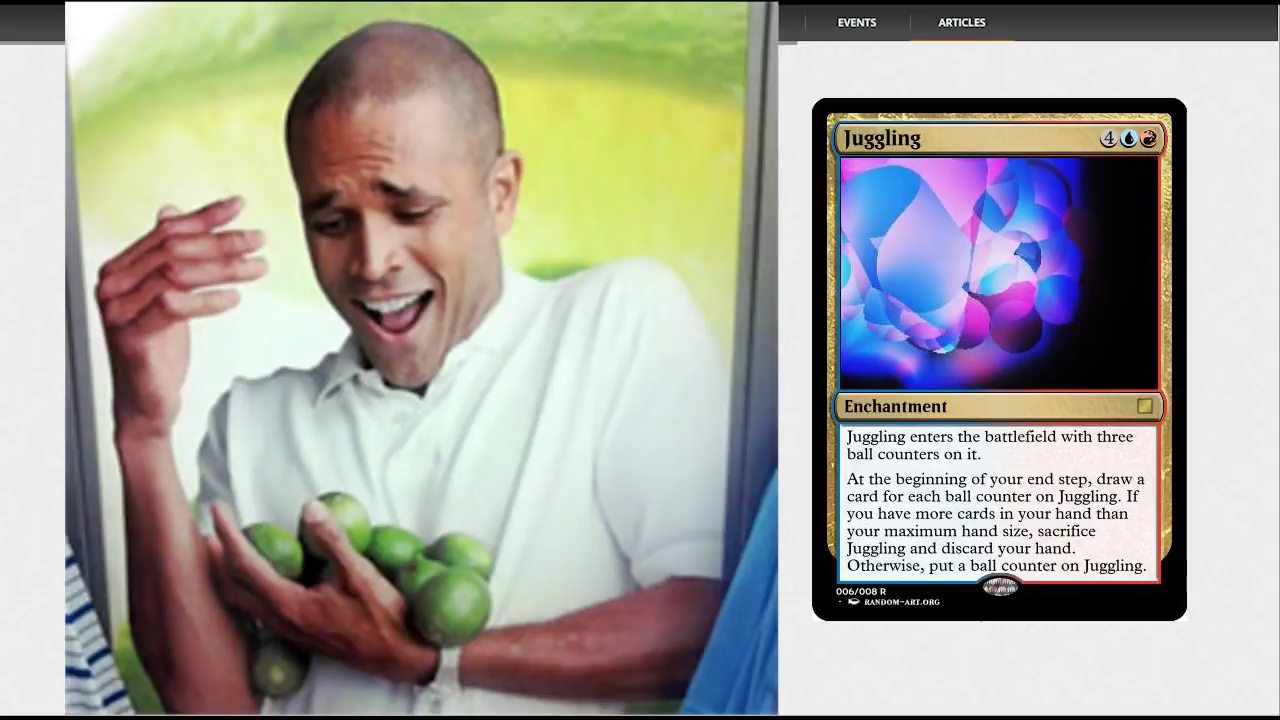 EVENTS
ARTICLES
Juggling
4
Enchantment
Juggling enters the battlefield with three
ball counters on it.
At the beginning of your end step, draw a
card for each ball counter on Juggling. If
you have more cards in your hand than
your maximum hand size, sacrifice
Juggling and discard your hand.
Otherwise, put a ball counter on Juggling.
006/008 R
RANDOM-ART.ORG